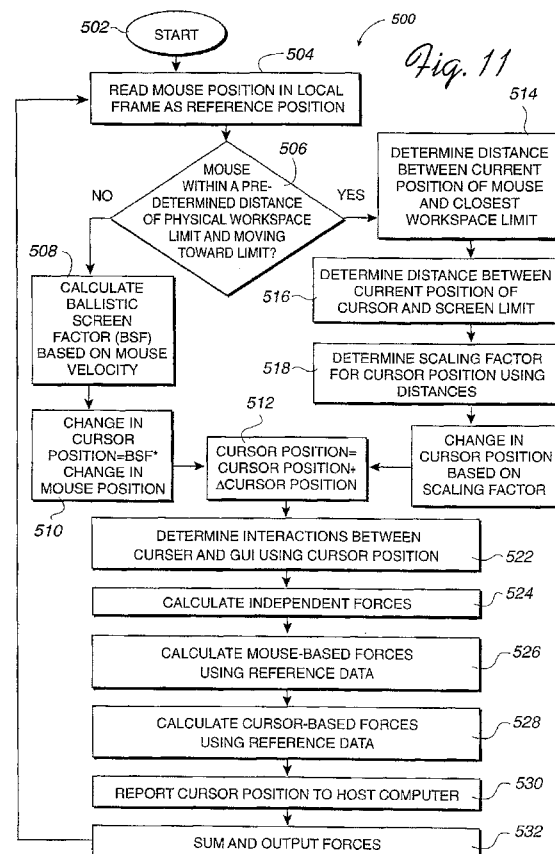 502
START
500
Fig. 11
504
READ MOUSE POSITION IN LOCAL
FRAME AS REFERENCE POSITION
506
MOUSE
WITHIN A PRE-
DETERMINED DISTANCE
OF PHYSICAL WORKSPACE
LIMIT AND MOVING
TOWARD LIMIT?
NO
YES
514
DETERMINE DISTANCE
BETWEEN CURRENT
POSITION OF MOUSE
AND CLOSEST
WORKSPACE LIMIT
508
CALCULATE
BALLISTIC
SCREEN
FACTOR (BSF)
BASED ON MOUSE
VELOCITY
516
DETERMINE DISTANCE BETWEEN
CURRENT POSITION OF
CURSOR AND SCREEN LIMIT
518
DETERMINE SCALING FACTOR
FOR CURSOR POSITION USING
DISTANCES
CHANGE IN
CURSOR
POSITION=BSF*
CHANGE IN
MOUSE POSITION
510
512
CURSOR POSITION=
CURSOR POSITION+
ΔCURSOR POSITION
CHANGE IN
CURSOR POSITION
BASED ON
SCALING FACTOR
DETERMINE INTERACTIONS BETWEEN
CURSER AND GUI USING CURSOR POSITION
522
CALCULATE INDEPENDENT FORCES
524
CALCULATE MOUSE-BASED FORCES
USING REFERENCE DATA
526
CALCULATE CURSOR-BASED FORCES
USING REFERENCE DATA
528
REPORT CURSOR POSITION TO HOST COMPUTER
530
SUM AND OUTPUT FORCES
532